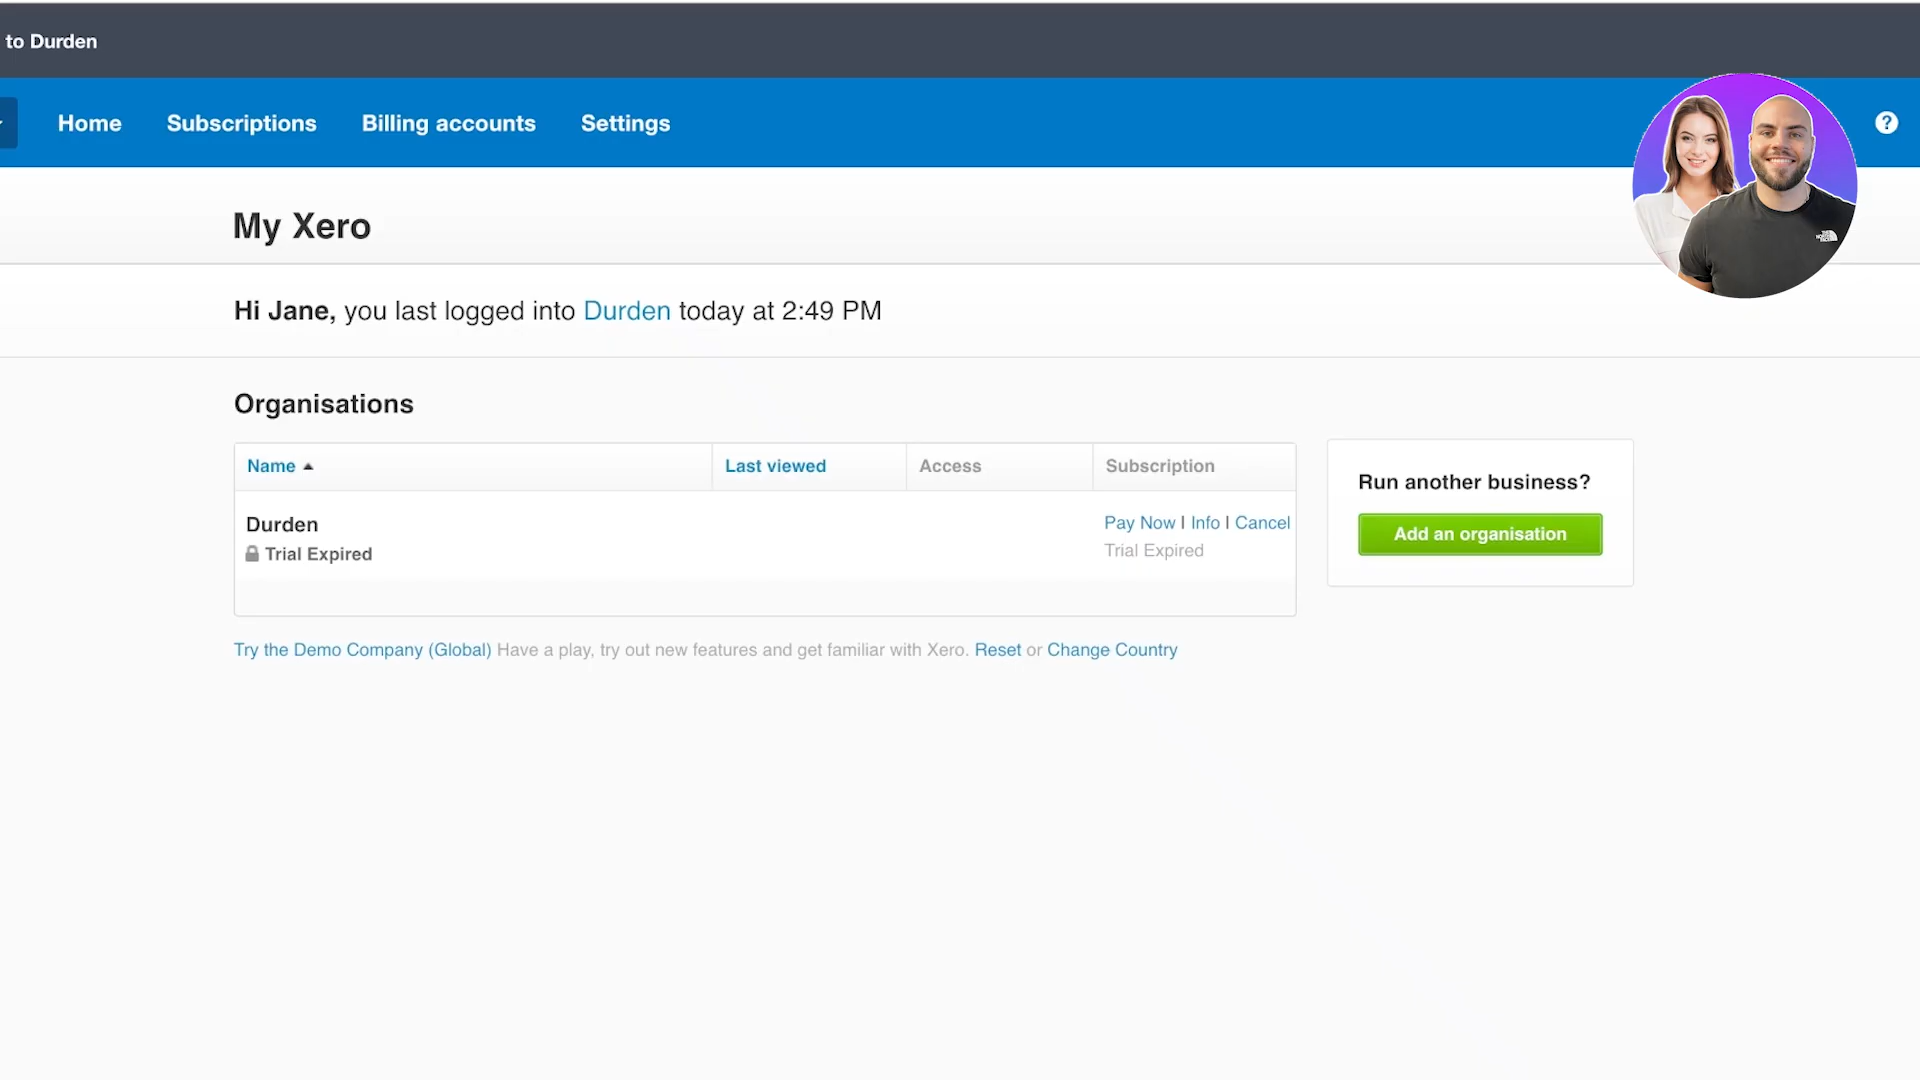 to Durden
Home Subscriptions Billing accounts Settings ?
My Xero
Hi Jane, you last logged into Durden today at 2:49 PM
Organisations
Name ▲ Last viewed Access Subscription
Durden Pay Now | Info | Cancel
Trial Expired Trial Expired
Run another business?
Add an organisation
Try the Demo Company (Global) Have a play, try out new features and get familiar with Xero. Reset or Change Country
THE NORTH FACE